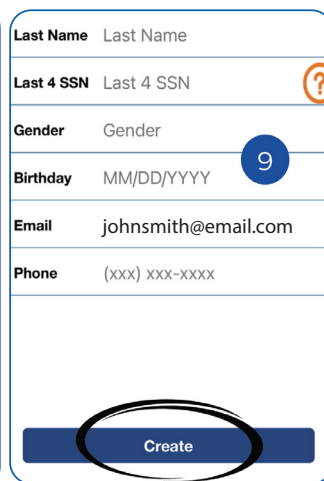 Last Name Last Name
Last 4 SSN Last 4 SSN ?
Gender Gender
9
Birthday MM/DD/YYYY
Email johnsmith@email.com
Phone (xxx) xxx-xxxx
Create